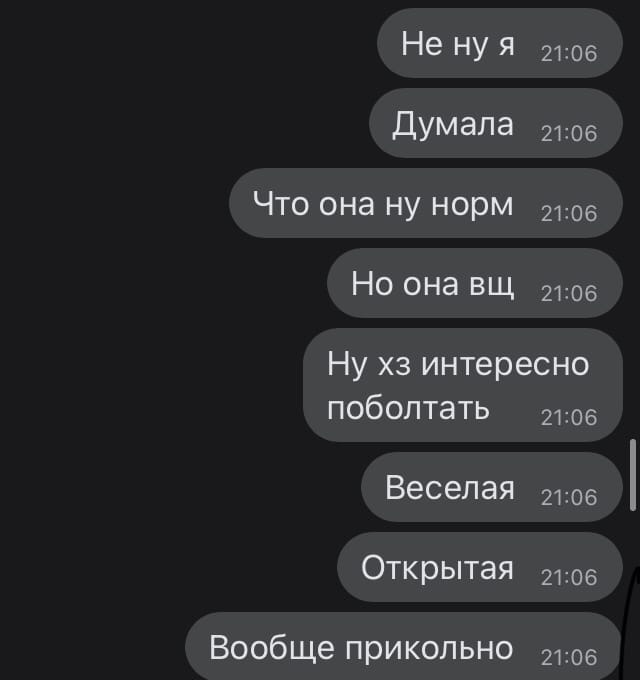 Не ну я 21:06
Думала 21:06
Что она ну норм 21:06
Но она вщ 21:06
Ну хз интересно
поболтать 21:06
Веселая 21:06
Открытая 21:06
Вообще прикольно 21:06